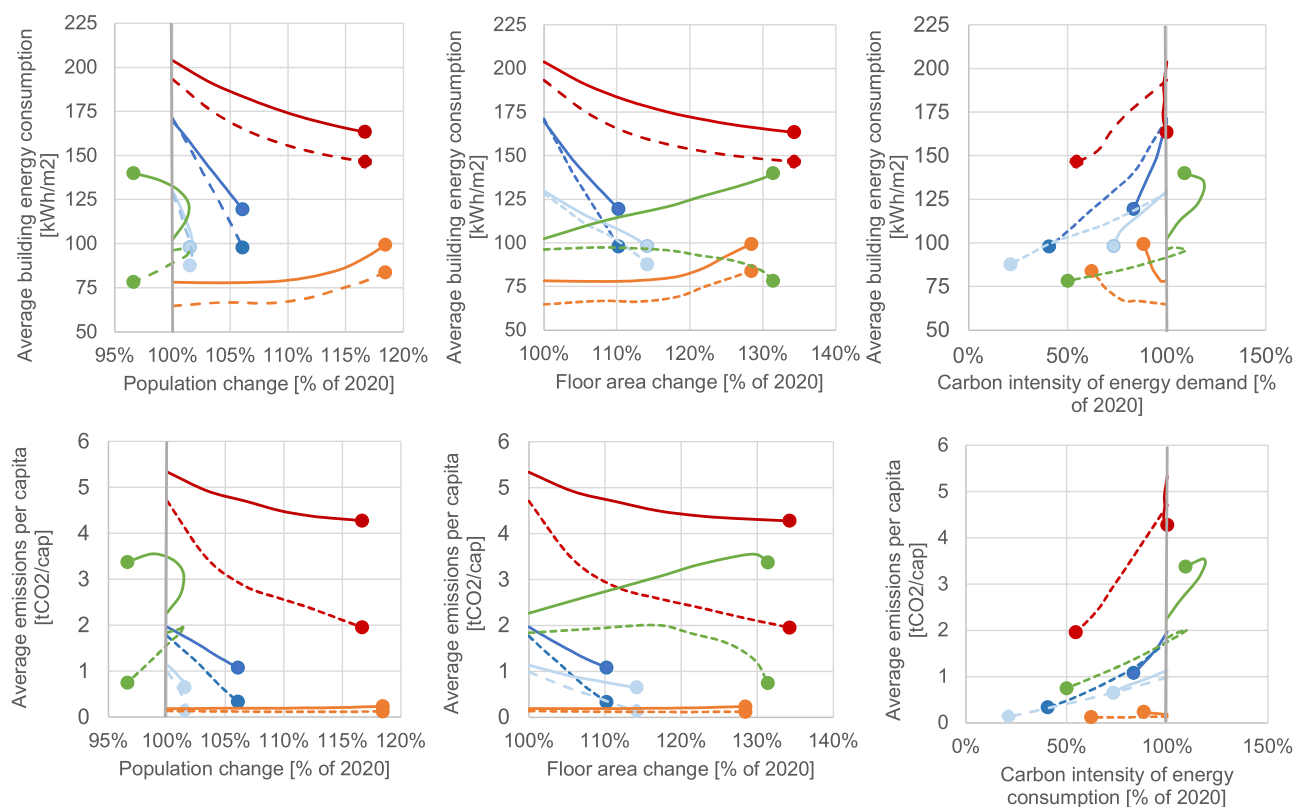 Average building energy consumption
[kWh/m2]
225
200
175
150
125
100
75
50
95% 100% 105% 110% 115% 120%
Population change [% of 2020]
Average building energy consumption
[kWh/m2]
225
200
175
150
125
100
75
50
100% 110% 120% 130% 140%
Floor area change [% of 2020]
Average building energy consumption
[kWh/m2]
225
200
175
150
125
100
75
50
0% 50% 100% 150%
Carbon intensity of energy demand [%
of 2020]
Average emissions per capita
[tCO2/cap]
6
5
4
3
2
1
0
95% 100% 105% 110% 115% 120%
Population change [% of 2020]
Average emissions per capita
[tCO2/cap]
6
5
4
3
2
1
0
100% 110% 120% 130% 140%
Floor area change [% of 2020]
Average emissions per capita
[tCO2/cap]
6
5
4
3
2
1
0
0% 50% 100% 150%
Carbon intensity of energy
consumption [% of 2020]